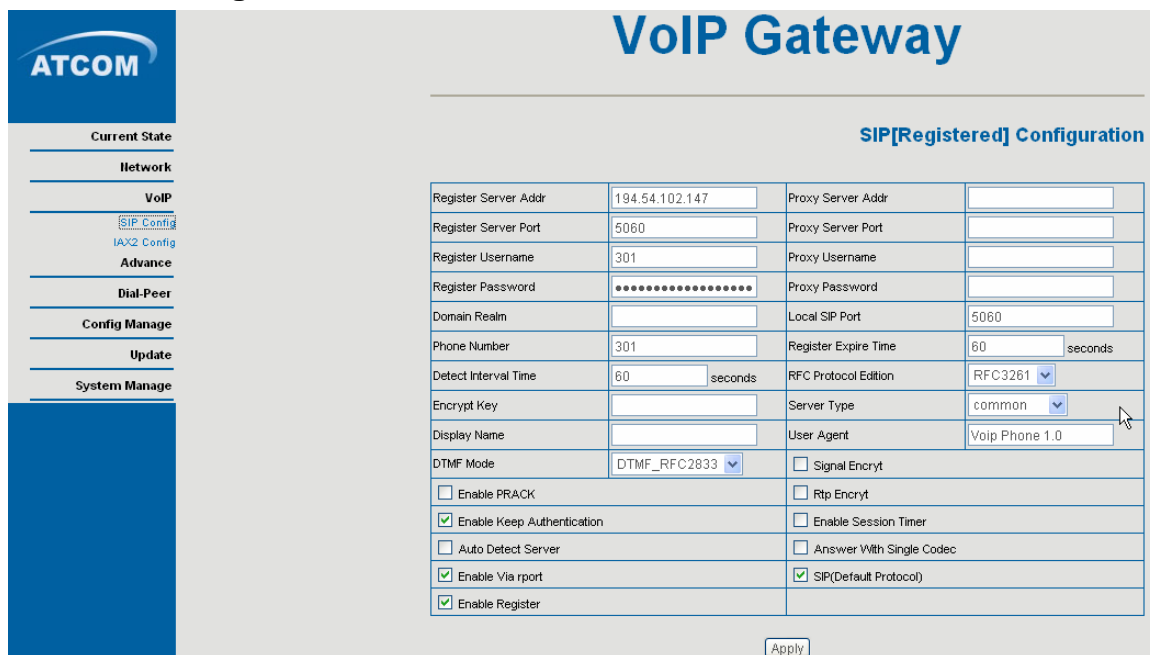 VoIP Gateway
ATCOM
SIP[Registered] Configuration
Current State
Network
VoIP
SIP Config
IAX2 Config
Advance
Dial-Peer
Config Manage
Update
System Manage
Register Server Addr 194.54.102.147 Proxy Server Addr
Register Server Port 5060 Proxy Server Port
Register Username 301 Proxy Username
Register Password •••••••••••••••••• Proxy Password
Domain Realm Local SIP Port 5060
Phone Number 301 Register Expire Time 60 seconds
Detect Interval Time 60 seconds RFC Protocol Edition RFC3261
Encrypt Key Server Type common
Display Name User Agent Voip Phone 1.0
DTMF Mode DTMF_RFC2833 Signal Encryt
Enable PRACK Rtp Encryt
Enable Keep Authentication Enable Session Timer
Auto Detect Server Answer With Single Codec
Enable Via rport SIP(Default Protocol)
Enable Register
Apply